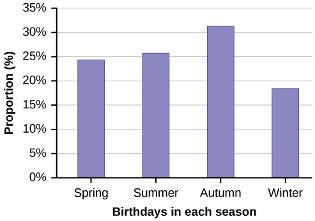 35%
30%
25%
20%
15%
10%
5%
0%
Proportion (%)
Spring Summer Autumn Winter
Birthdays in each season